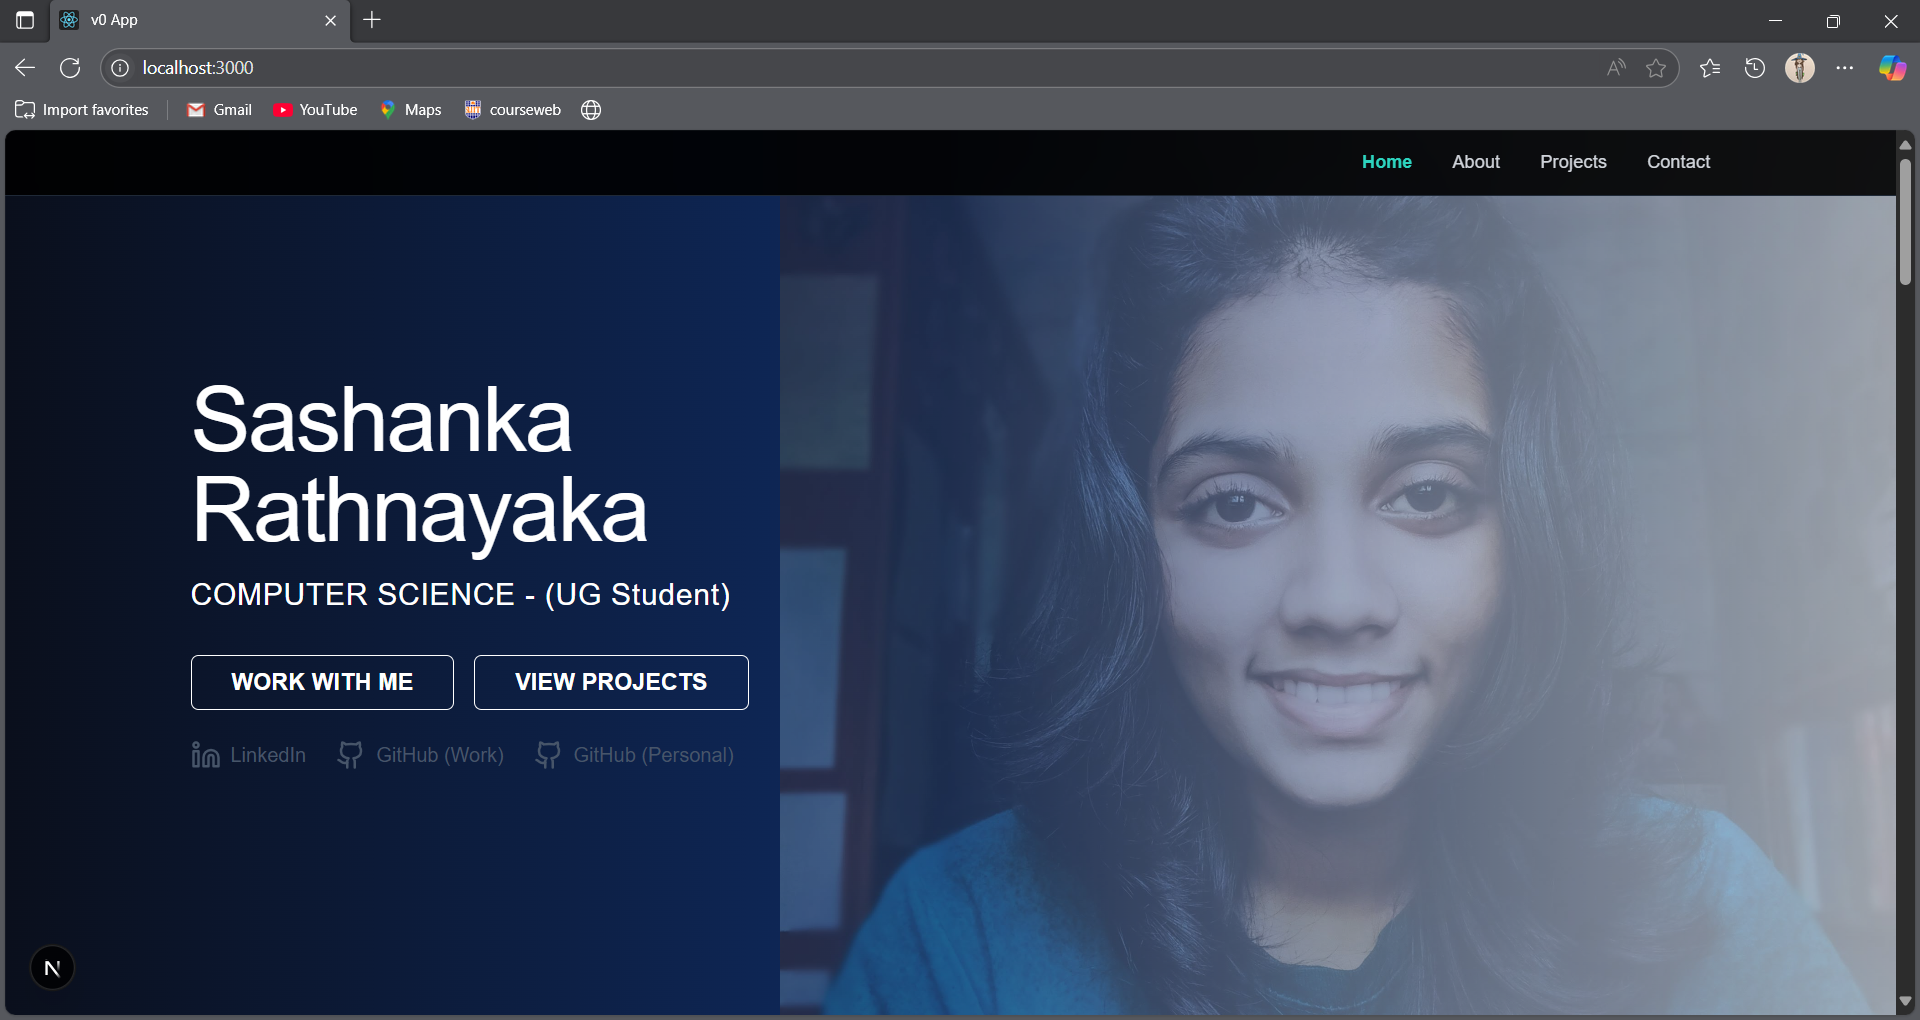 v0 App
localhost:3000
Import favorites Gmail YouTube Maps courseweb
Home About Projects Contact
Sashanka
Rathnayaka
COMPUTER SCIENCE - (UG Student)
WORK WITH ME VIEW PROJECTS
LinkedIn GitHub (Work) GitHub (Personal)
N